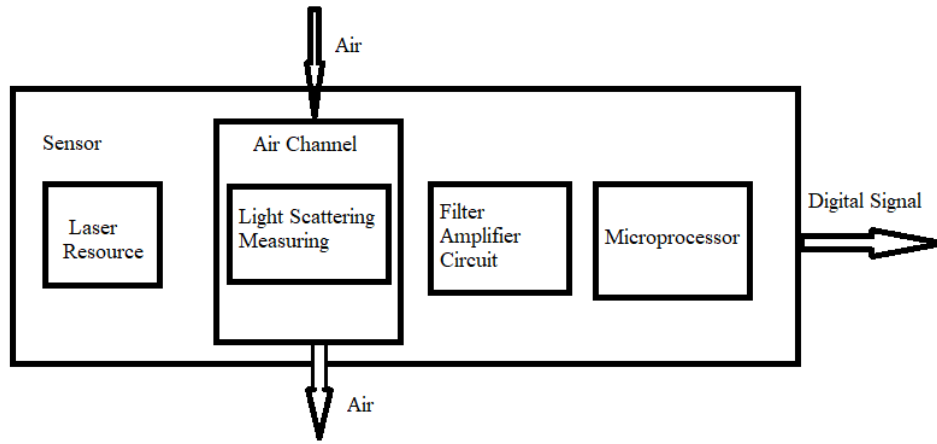 Air
Sensor
Air Channel
Laser
Resource
Light Scattering
Measuring
Filter
Amplifier
Circuit
Microprocessor
Digital Signal
Air